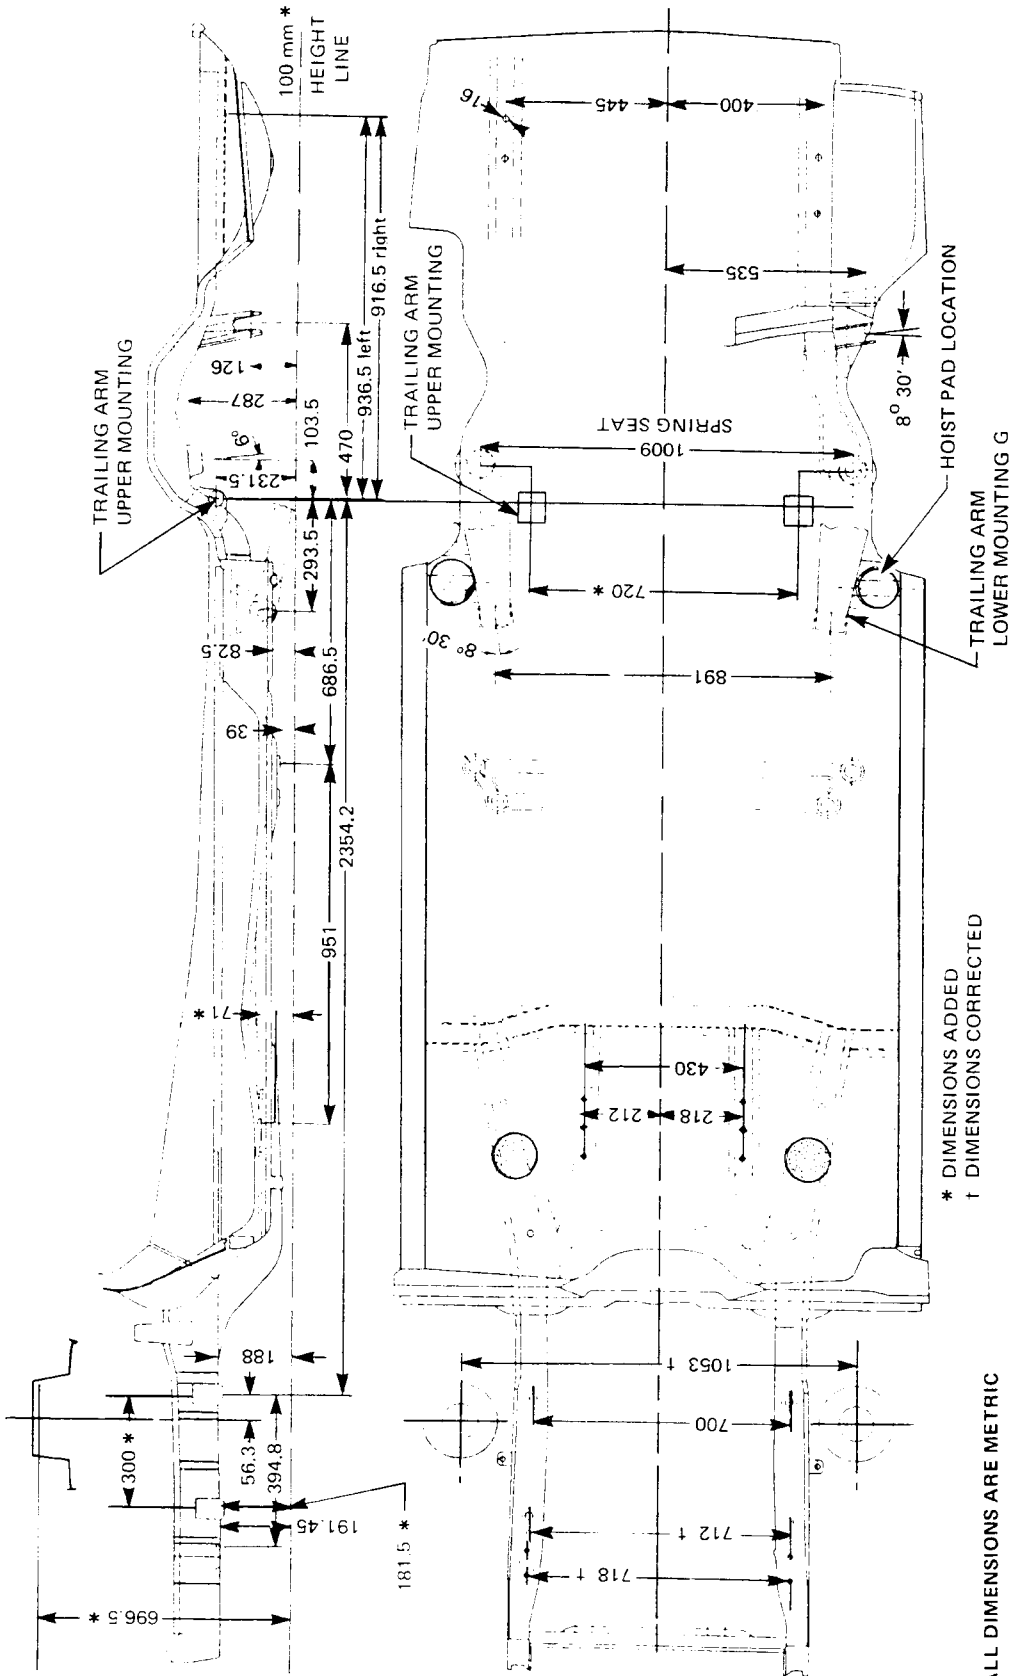 100 mm *
HEIGHT
LINE
TRAILING ARM
UPPER MOUNTING
126
287
6°
231.5
103.5
470
936.5 left
916.5 right
293.5
82.5
686.5
39
2354.2
951
71 *
188
300 *
56.3
394.8
191.45
181.5 *
696.5 *
16
445
400
TRAILING ARM
UPPER MOUNTING
535
SPRING SEAT
1009
8° 30'
HOIST PAD LOCATION
720 *
8° 30'
TRAILING ARM
LOWER MOUNTING G
891
430
212
218
1053 †
700
712 †
718 †
* DIMENSIONS ADDED
† DIMENSIONS CORRECTED
ALL DIMENSIONS ARE METRIC